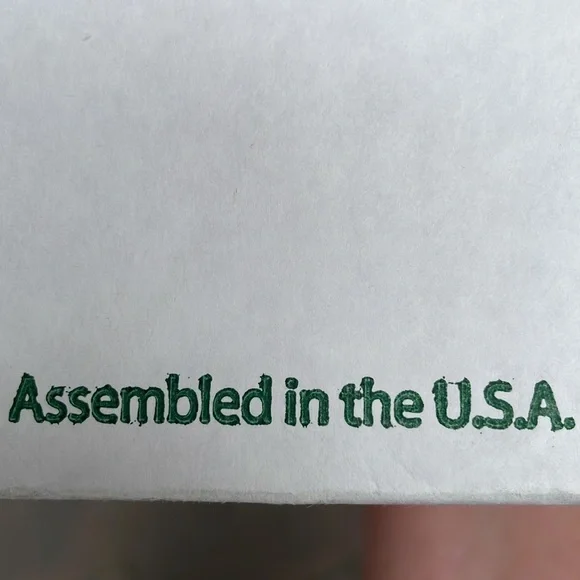 Assembled in the U.S.A.